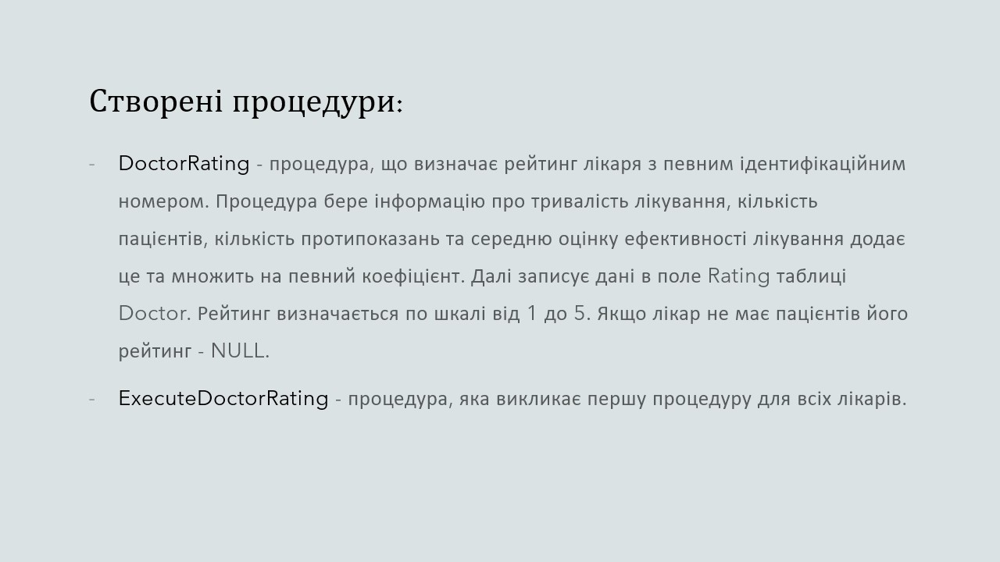 Створені процедури:
- DoctorRating - процедура, що визначає рейтинг лікаря з певним ідентифікаційним
номером. Процедура бере інформацію про тривалість лікування, кількість
пацієнтів, кількість протипоказань та середню оцінку ефективності лікування додає
це та множить на певний коефіцієнт. Далі записує дані в поле Rating таблиці
Doctor. Рейтинг визначається по шкалі від 1 до 5. Якщо лікар не має пацієнтів його
рейтинг - NULL.
- ExecuteDoctorRating - процедура, яка викликає першу процедуру для всіх лікарів.